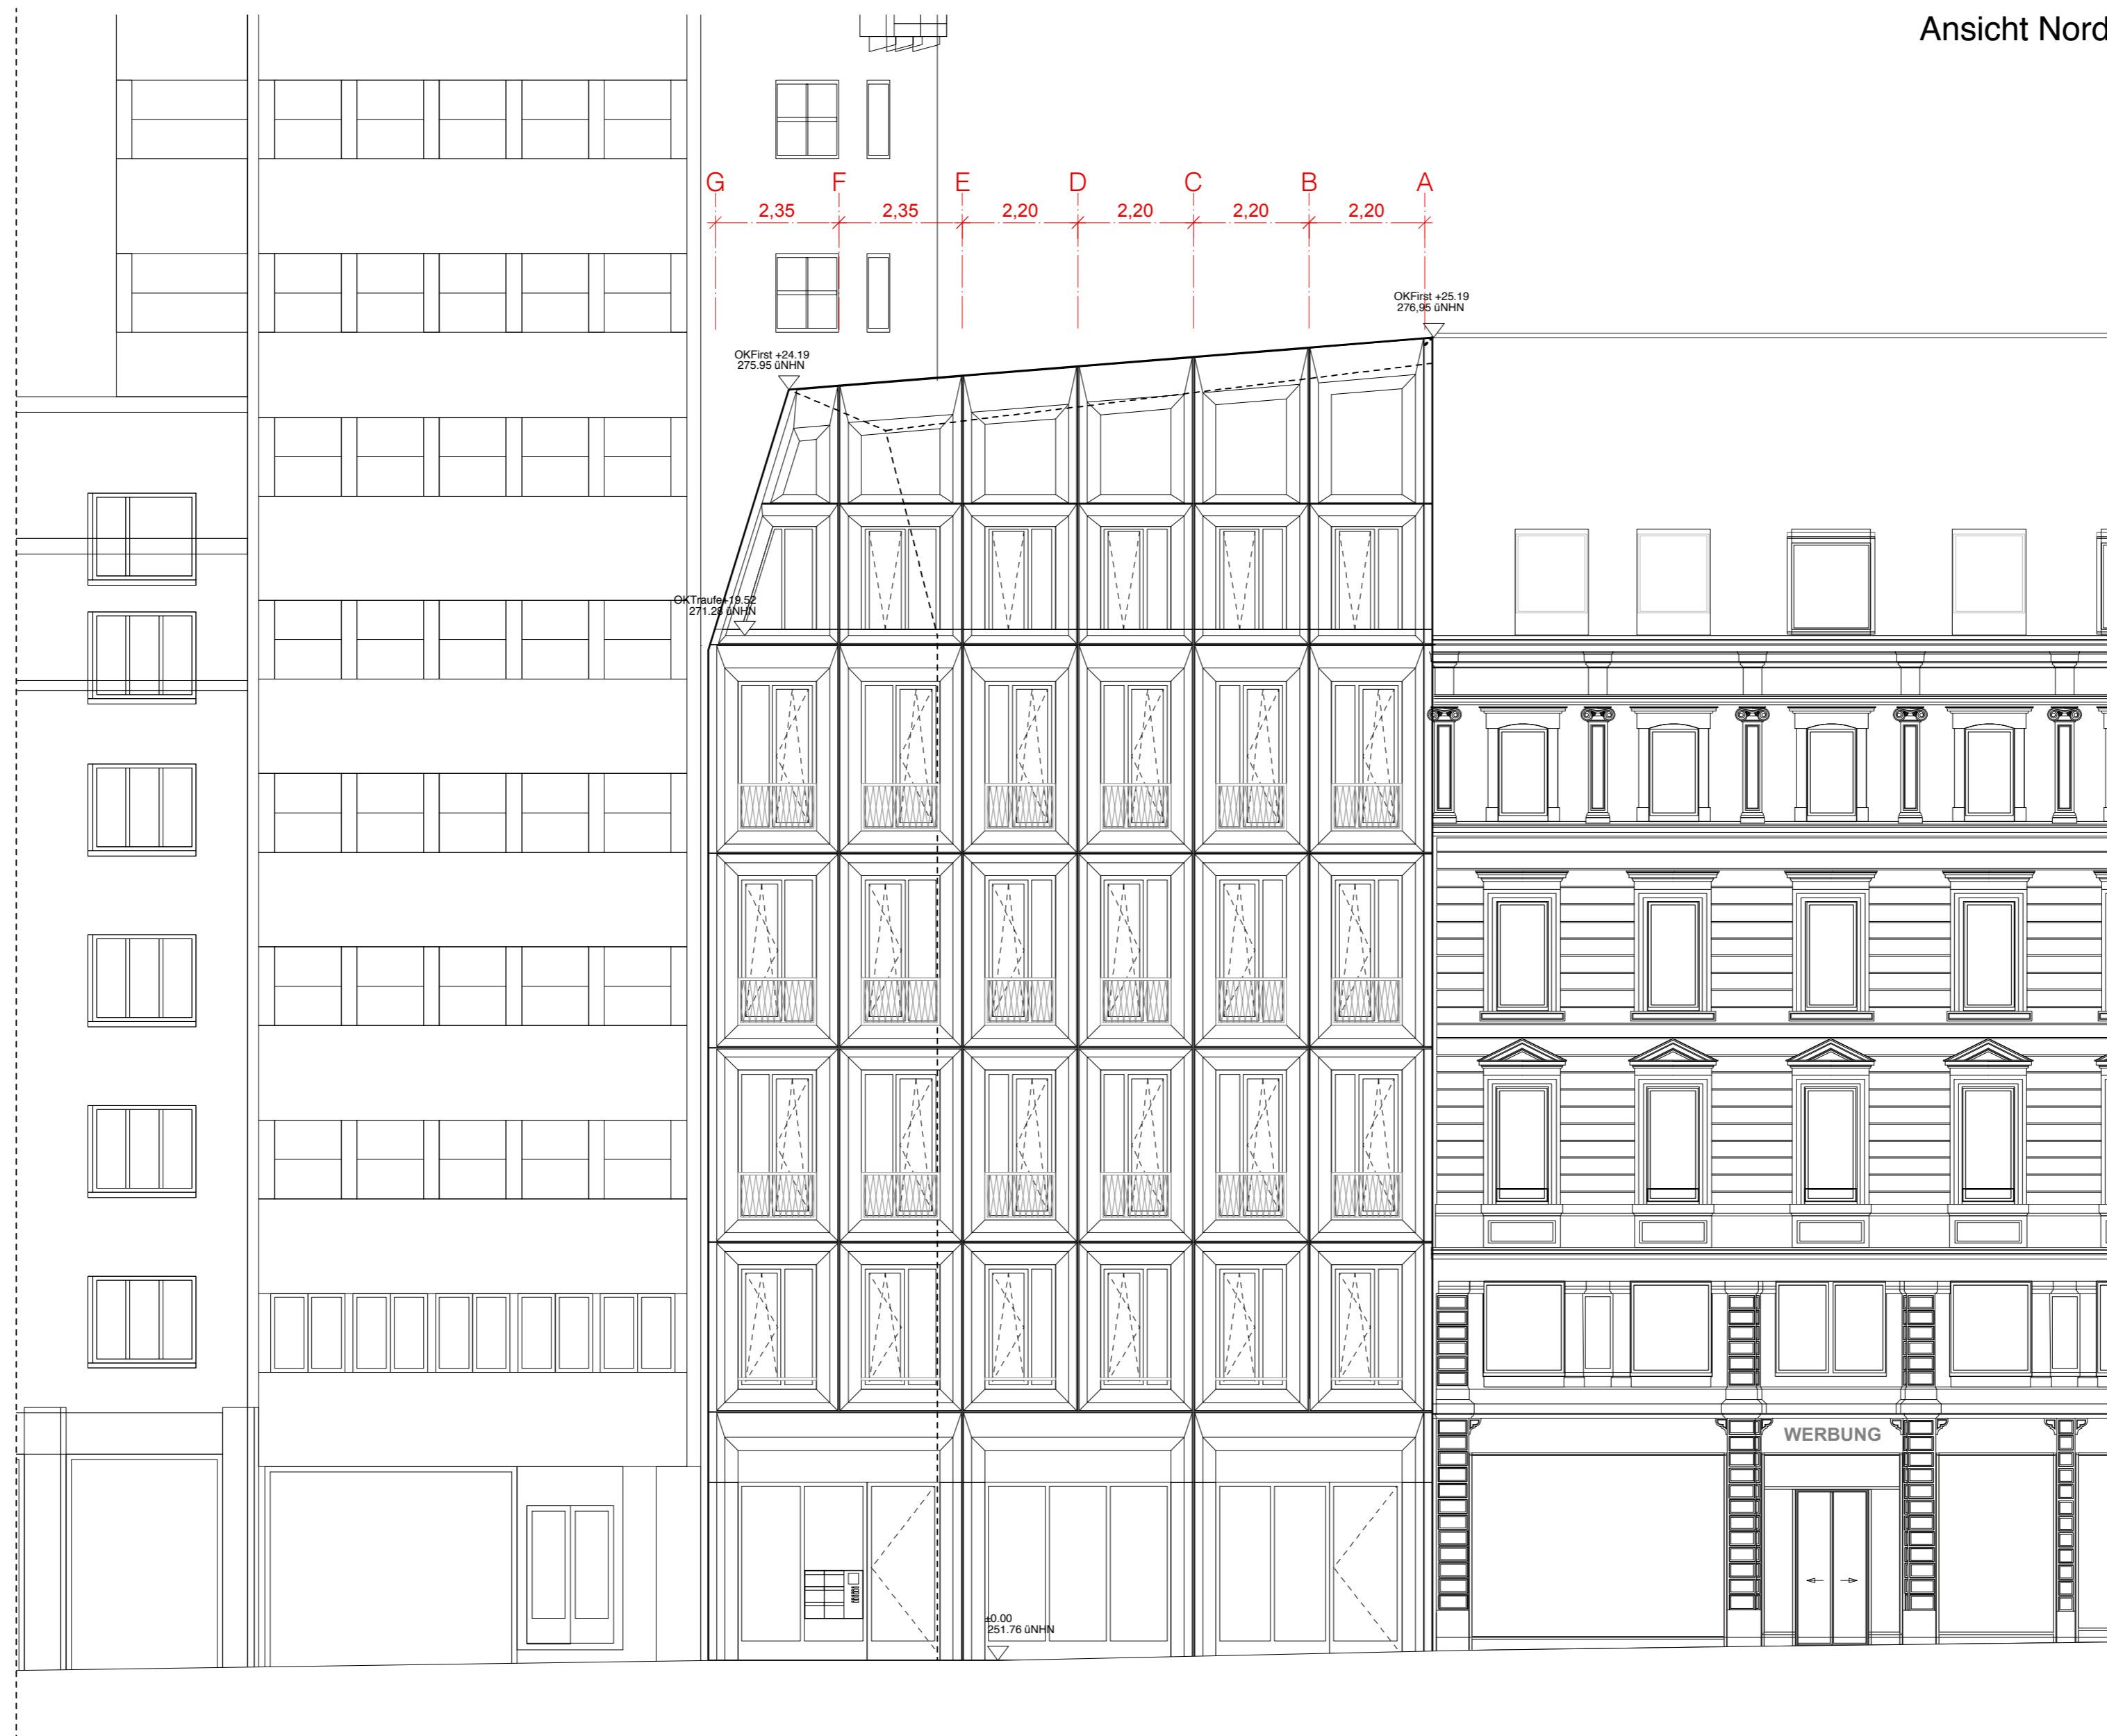 Ansicht Nord
G F E D C B A
2,35 2,35 2,20 2,20 2,20 2,20
OKFirst +25.19
276,95 üNHN
OKFirst +24.19
275.95 üNHN
OKTraufe+19.52
271.28 üNHN
WERBUNG
±0.00
251.76 üNHN